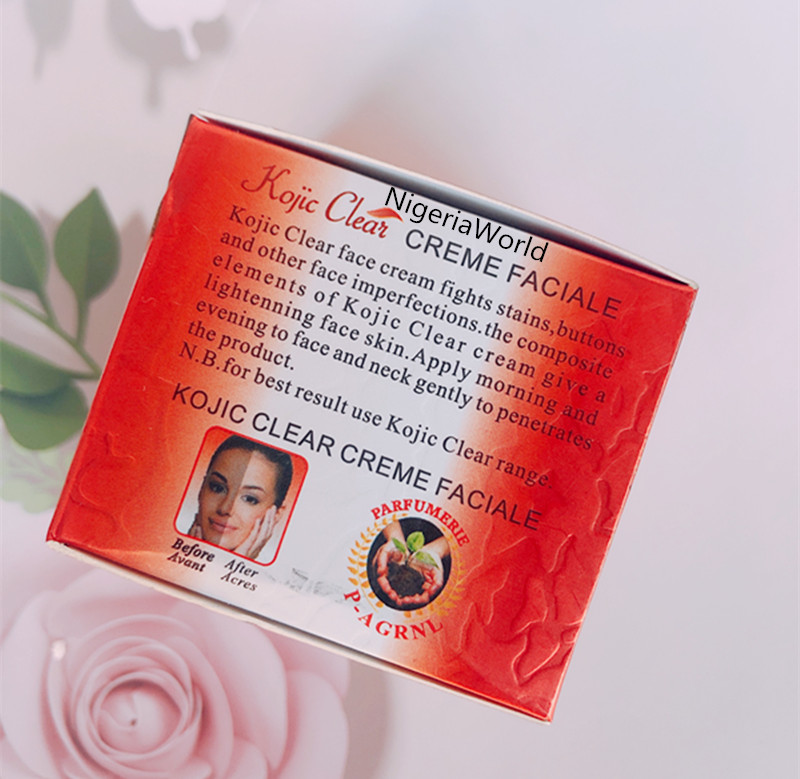 Kojic Clear
NigeriaWorld
CREME FACIALE
Kojic Clear face cream fights stains,buttons
and other face imperfections.the composite
elements of Kojic Clear cream give a
lightenning face skin.Apply morning and
evening to face and neck gently to penetrates
the product.
N.B.for best result use Kojic Clear range
KOJIC CLEAR CREME FACIALE
Before After
Avant Acres
PARFUMERIE
P-AGRNL